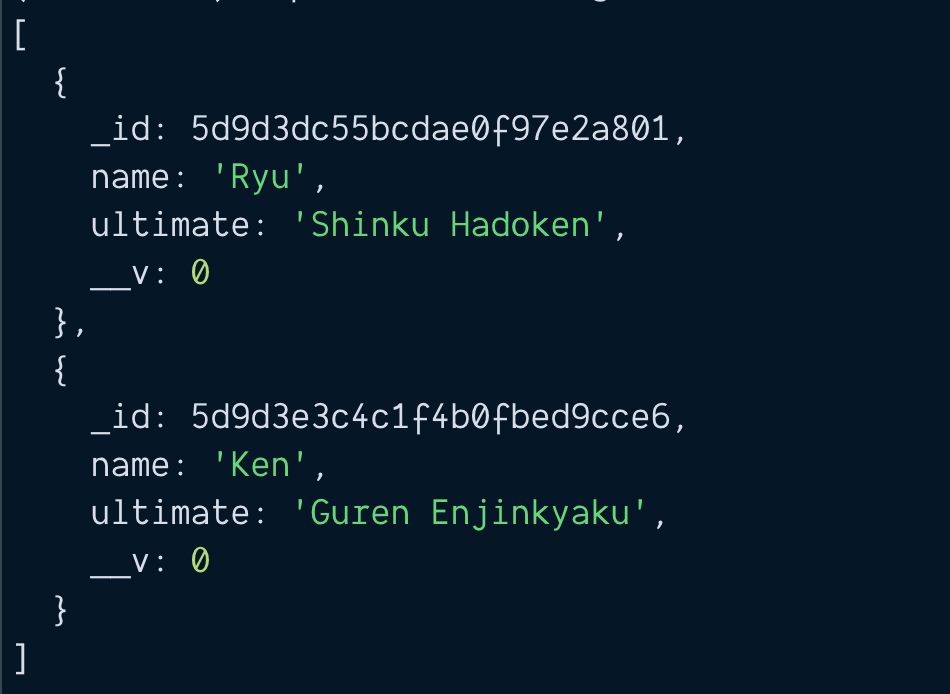 [
{
_id: 5d9d3dc55bcdae0f97e2a801,
name: 'Ryu',
ultimate: 'Shinku Hadoken',
__v: 0
},
{
_id: 5d9d3e3c4c1f4b0fbed9cce6,
name: 'Ken',
ultimate: 'Guren Enjinkyaku',
__v: 0
}
]